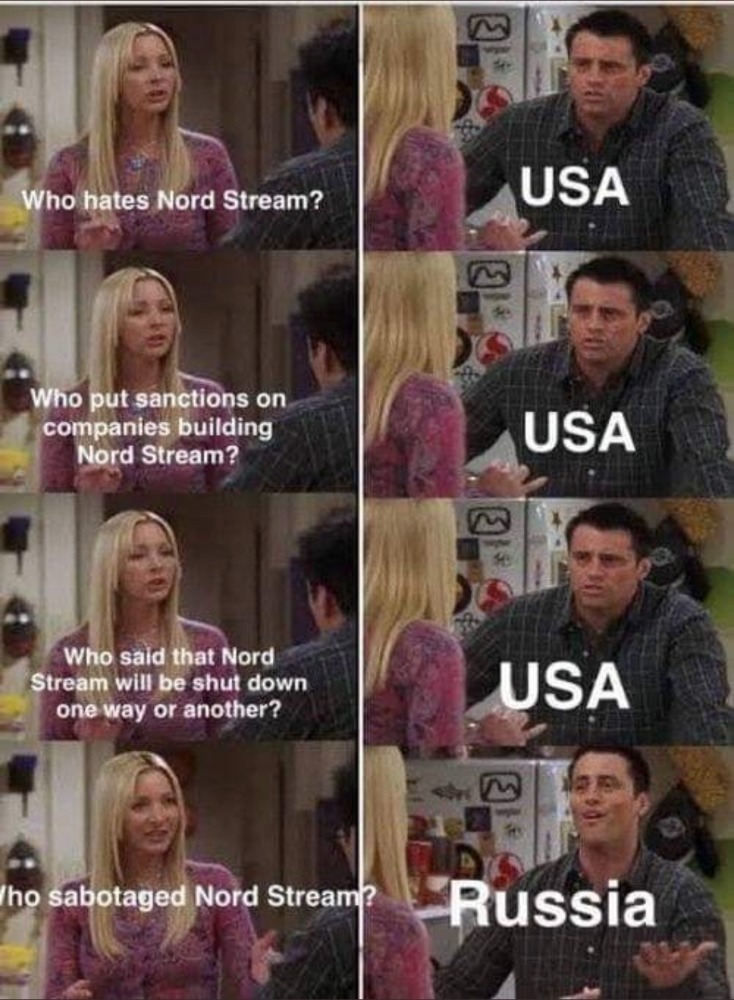 Who hates Nord Stream?
USA
Who put sanctions on
companies building
Nord Stream?
USA
Who said that Nord
Stream will be shut down
one way or another?
USA
ho sabotaged Nord Stream?
Russia